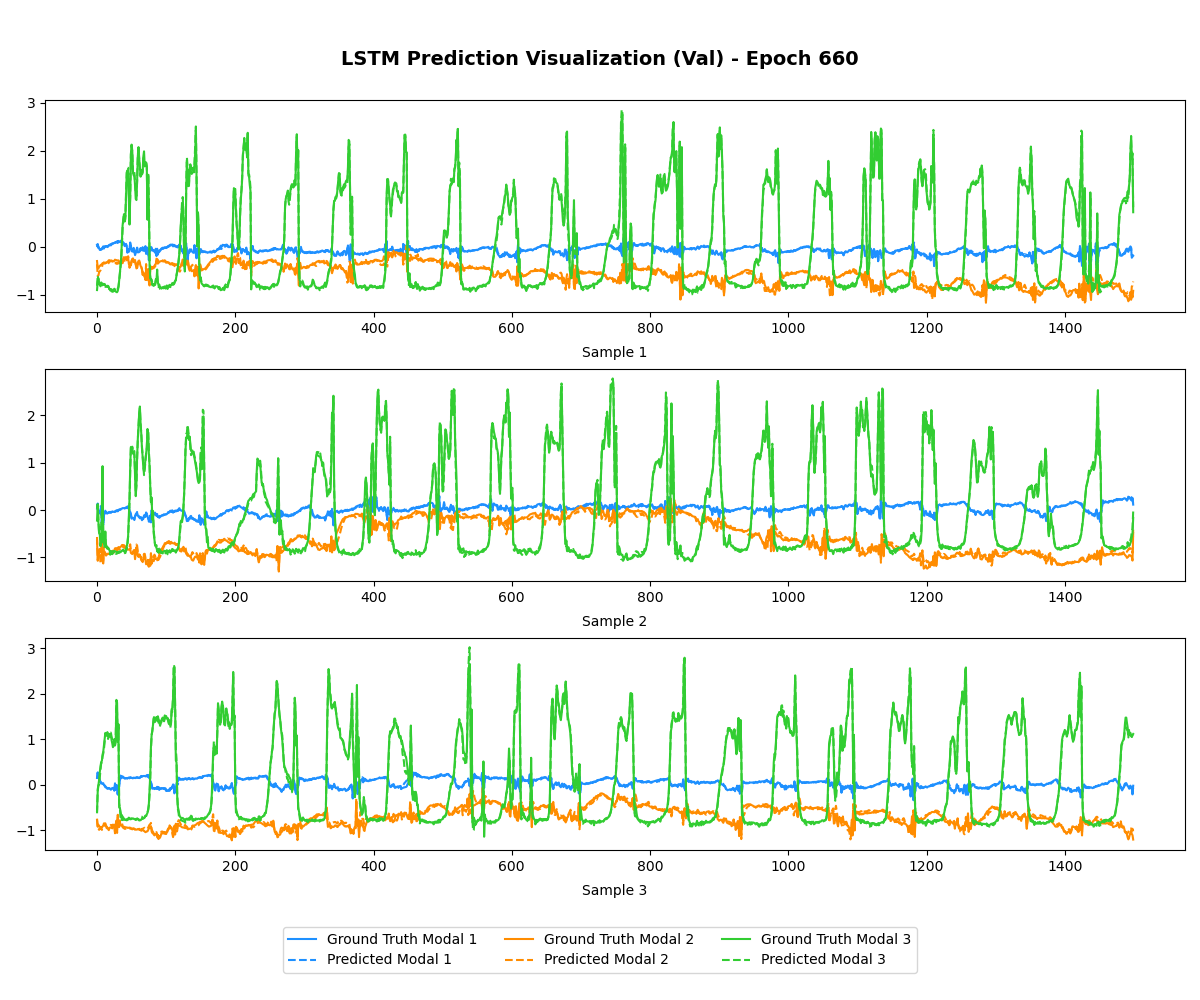 LSTM Prediction Visualization (Val) - Epoch 660
3
2
1
0
−1
0 200 400 600 800 1000 1200 1400
Sample 1
2
1
0
−1
0 200 400 600 800 1000 1200 1400
Sample 2
3
2
1
0
−1
0 200 400 600 800 1000 1200 1400
Sample 3
Ground Truth Modal 1 Ground Truth Modal 2 Ground Truth Modal 3
Predicted Modal 1 Predicted Modal 2 Predicted Modal 3